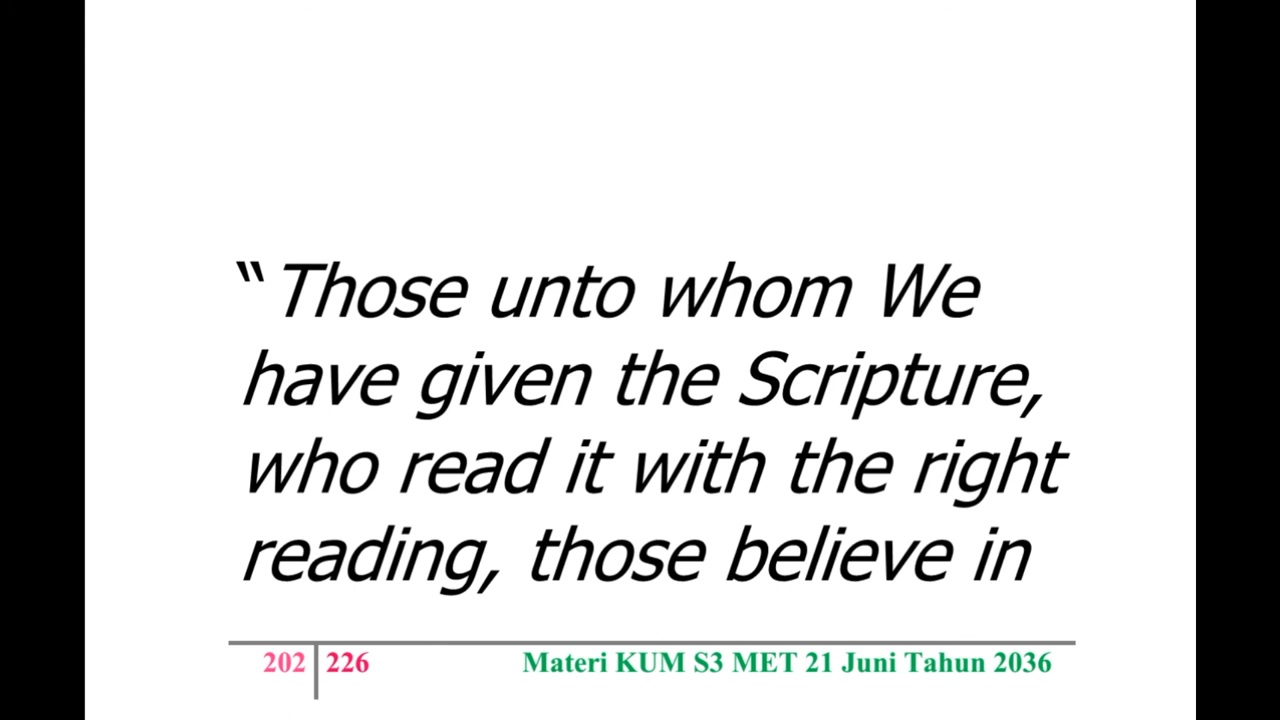 “Those unto whom We
have given the Scripture,
who read it with the right
reading, those believe in
202 226 Materi KUM S3 MET 21 Juni Tahun 2036